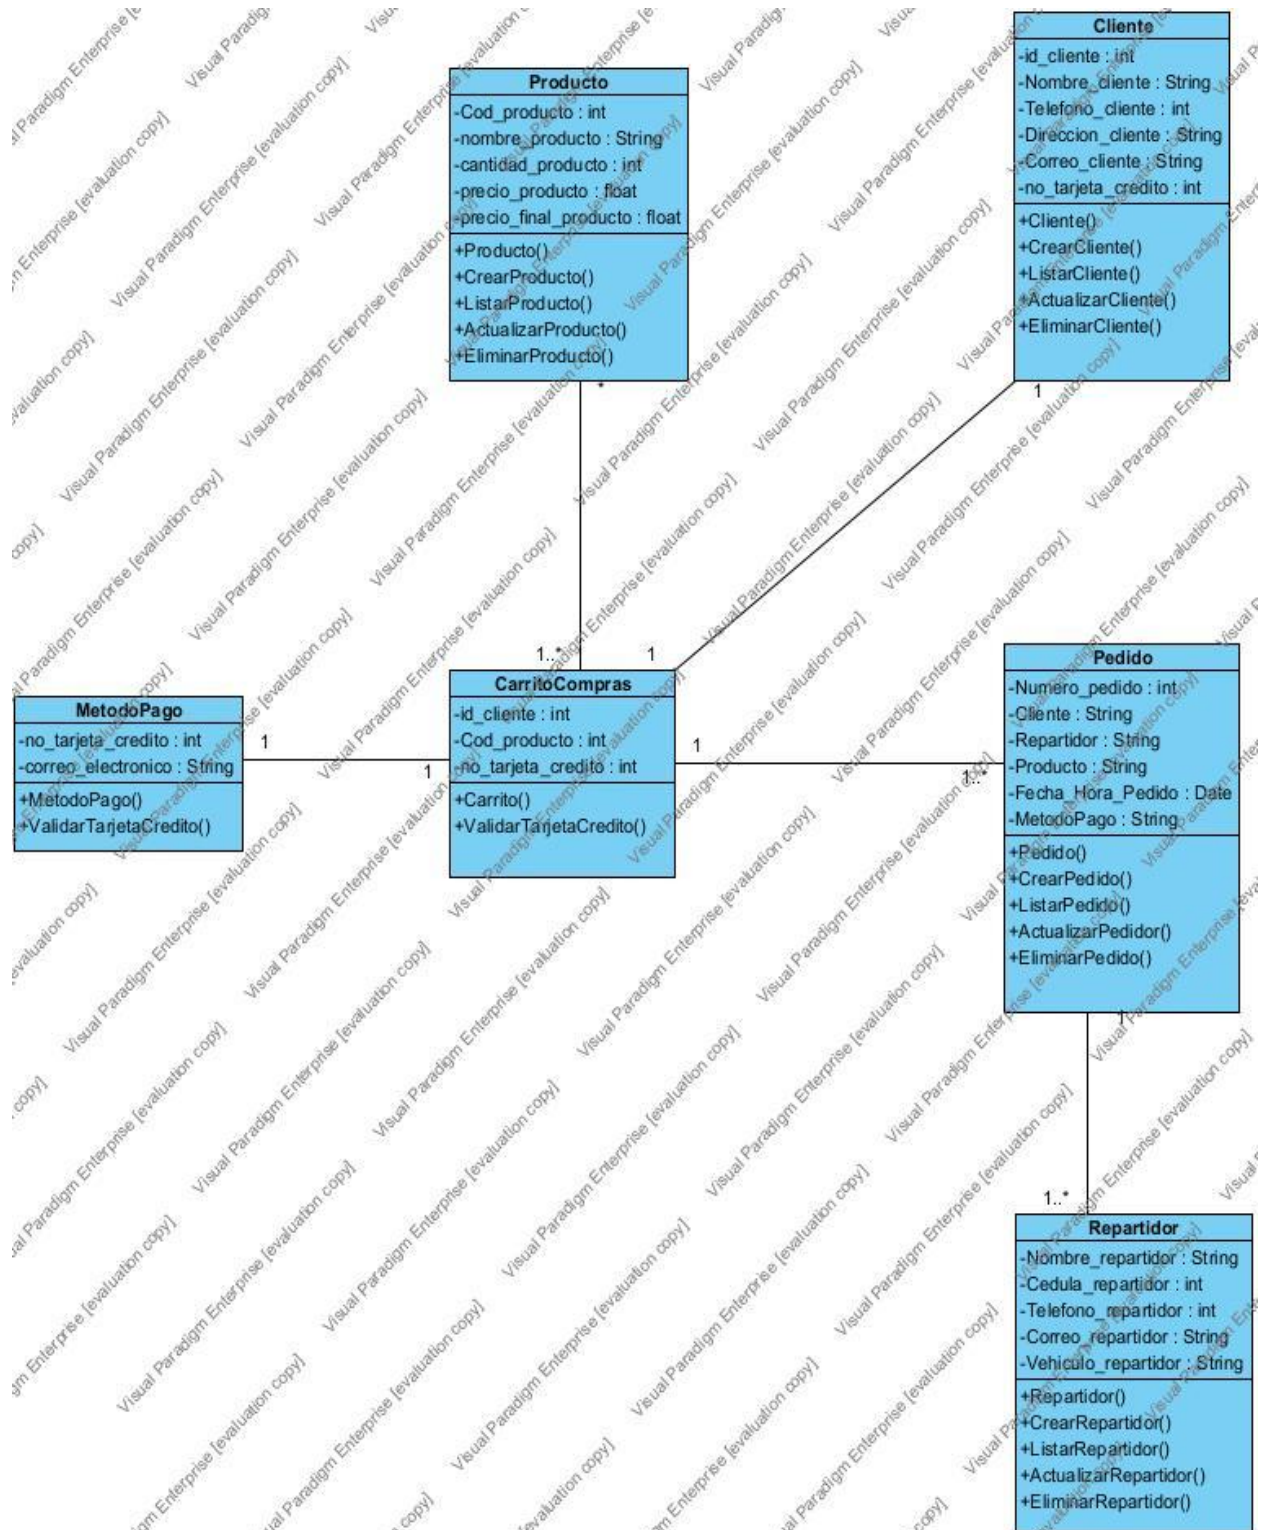 Producto
-Cod_producto : int
-nombre_producto : String
-cantidad_producto : int
-precio_producto : float
-precio_final_producto : float
+Producto()
+CrearProducto()
+ListarProducto()
+ActualizarProducto()
+EliminarProducto()
*
1..*
Cliente
-id_cliente : int
-Nombre_cliente : String
-Telefono_cliente : int
-Direccion_cliente : String
-Correo_cliente : String
-no_tarjeta_credito : int
+Cliente()
+CrearCliente()
+ListarCliente()
+ActualizarCliente()
+EliminarCliente()
1
1
MetodoPago
-no_tarjeta_credito : int
-correo_electronico : String
+MetodoPago()
+ValidarTarjetaCredito()
1
1
CarritoCompras
-id_cliente : int
-Cod_producto : int
-no_tarjeta_credito : int
+Carrito()
+ValidarTarjetaCredito()
1
1..*
Pedido
-Numero_pedido : int
-Cliente : String
-Repartidor : String
-Producto : String
-Fecha_Hora_Pedido : Date
-MetodoPago : String
+Pedido()
+CrearPedido()
+ListarPedido()
+ActualizarPedidor()
+EliminarPedido()
1
1..*
Repartidor
-Nombre_repartidor : String
-Cedula_repartidor : int
-Telefono_repartidor : int
-Correo_repartidor : String
-Vehiculo_repartidor : String
+Repartidor()
+CrearRepartidor()
+ListarRepartidor()
+ActualizarRepartidor()
+EliminarRepartidor()
Visual Paradigm Enterprise [evaluation copy]